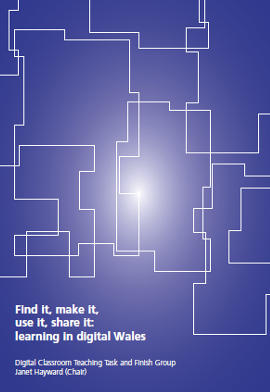 Find it, make it,
use it, share it:
learning in digital Wales
Digital Classroom Teaching Task and Finish Group
Janet Hayward (Chair)